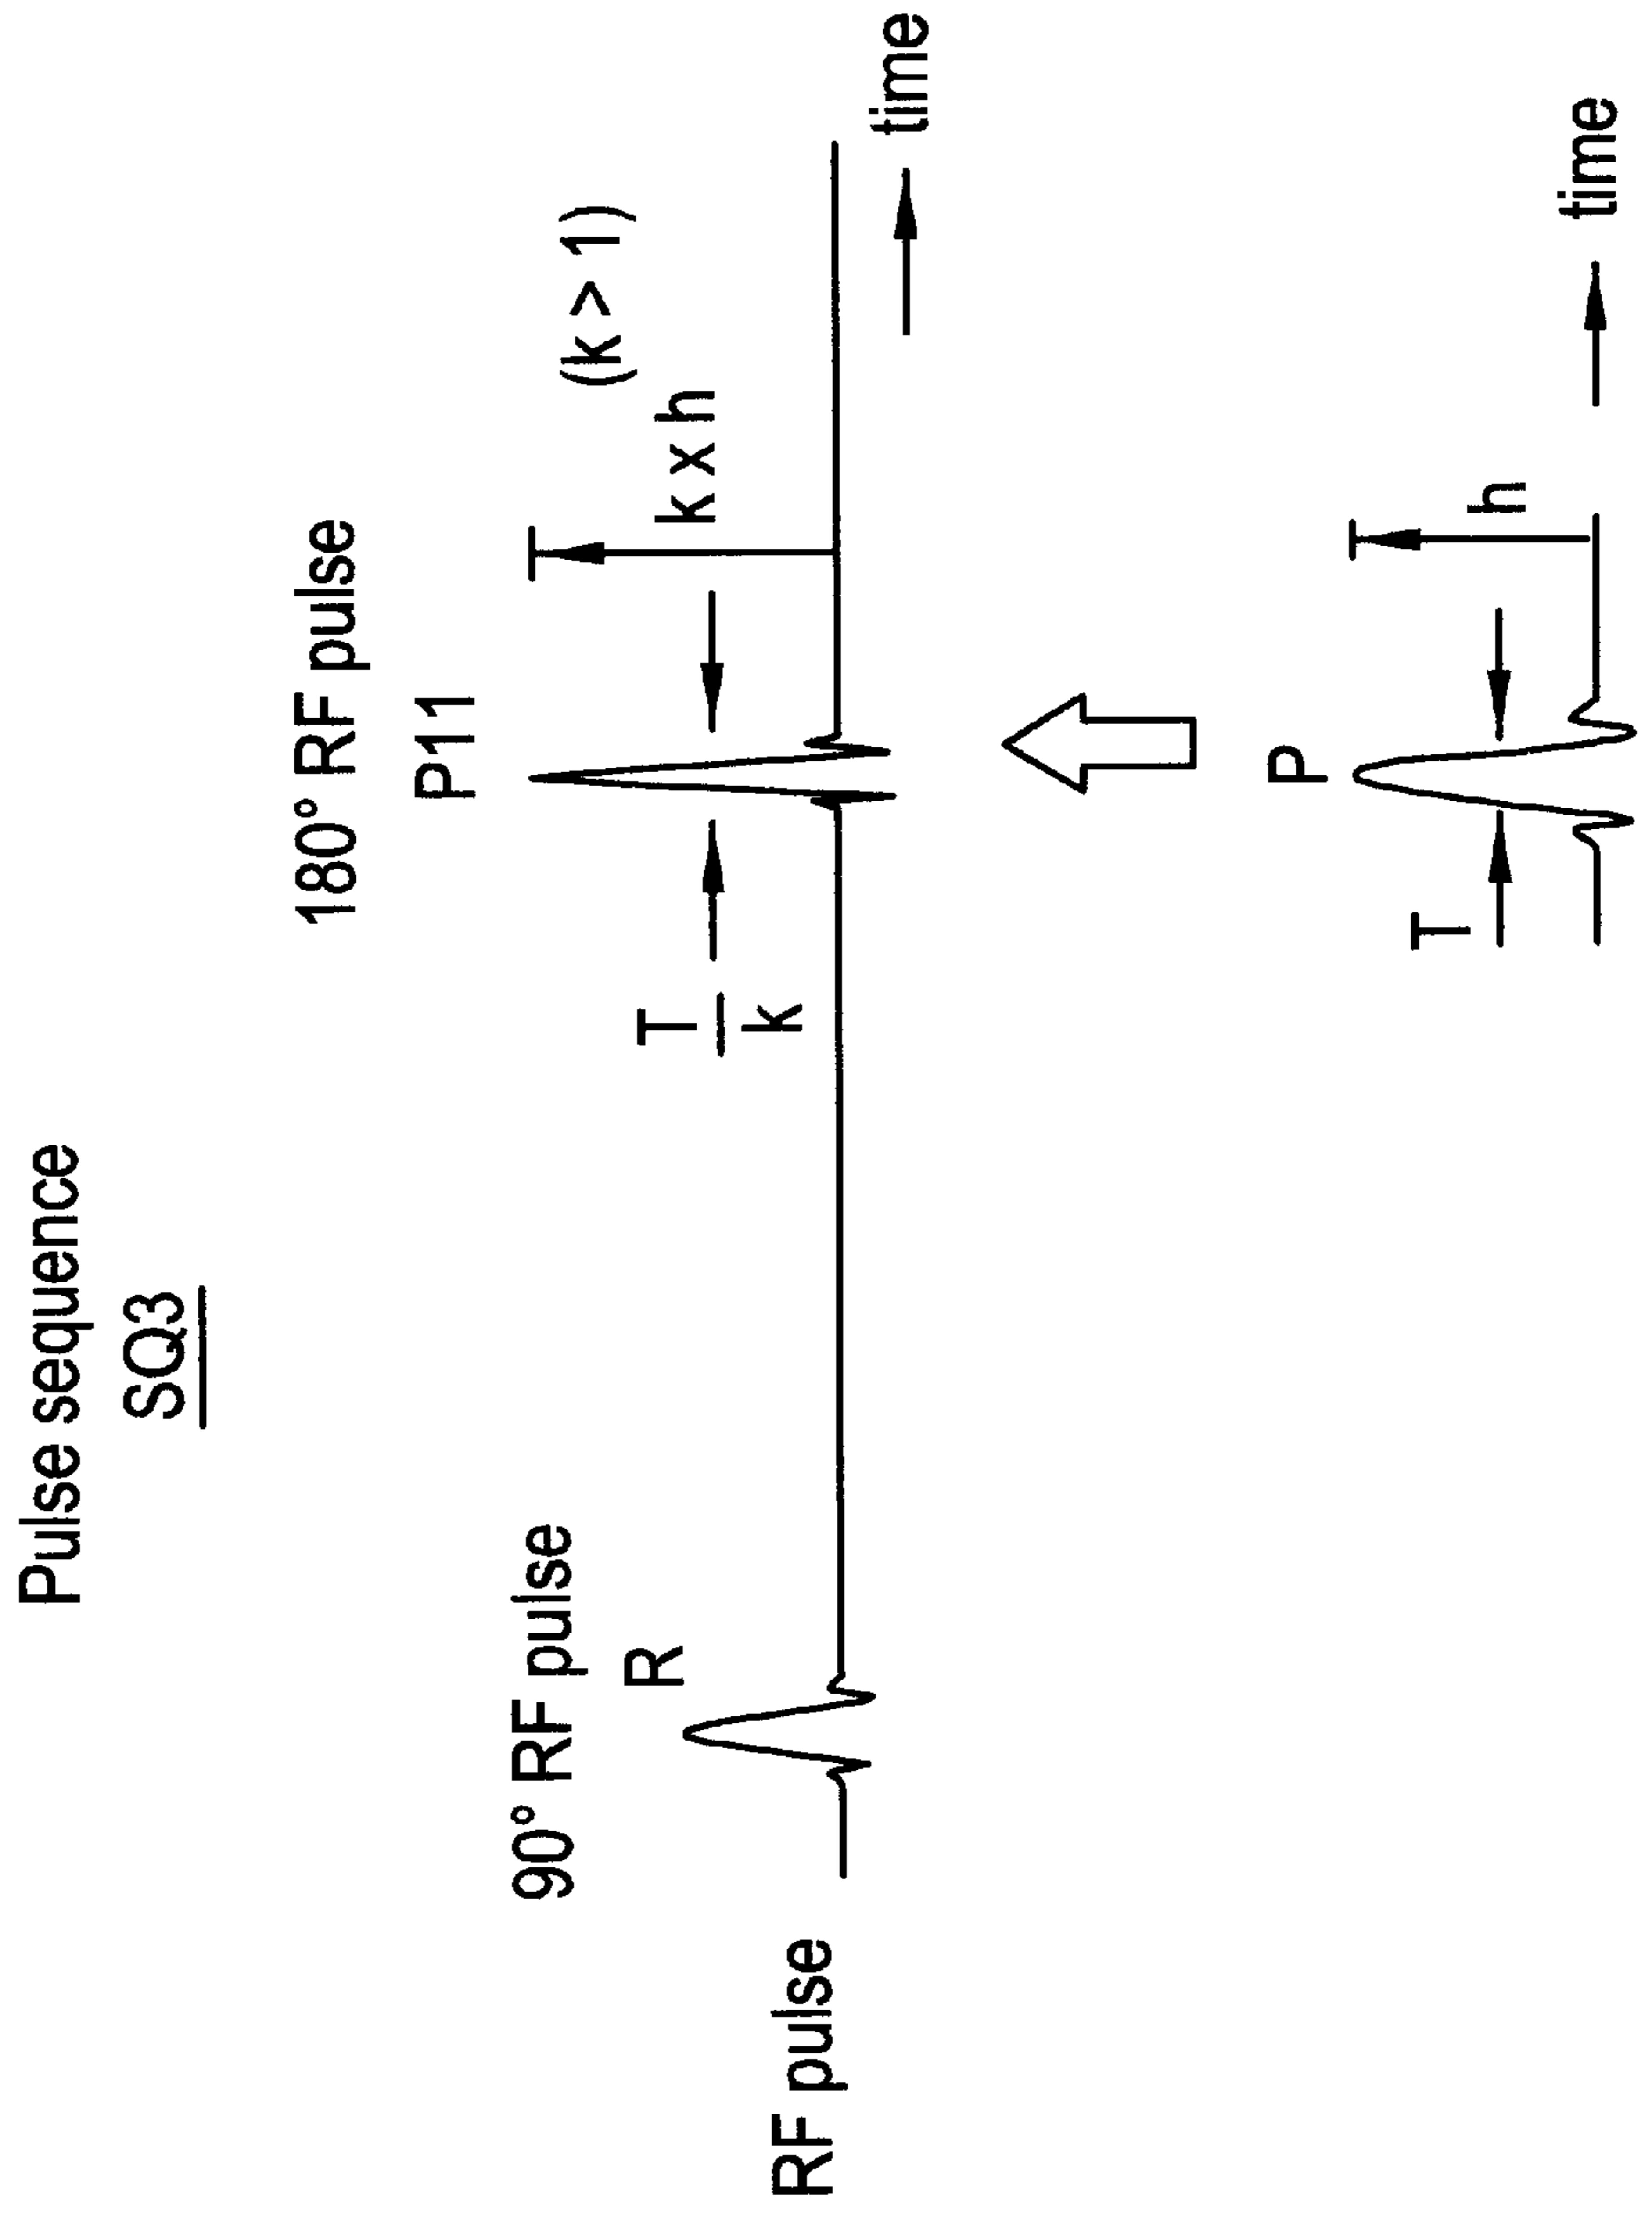 Pulse sequence
SQ3
180° RF pulse
P11
(k > 1)
90° RF pulse
R
T
k
k x h
RF pulse
time
P
T
h
time